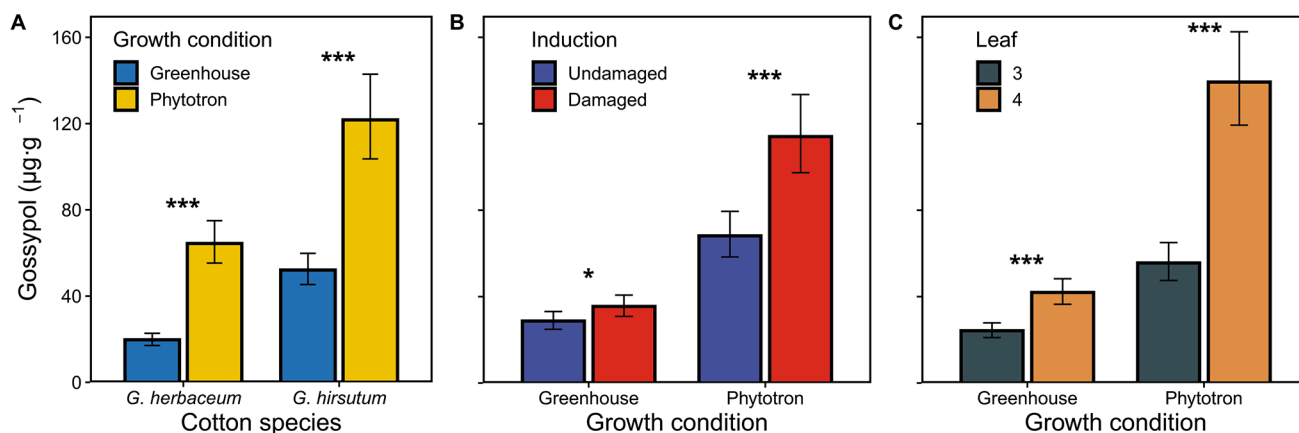 A
Gossypol (µg·g ⁻¹)
160
120
80
40
0
Growth condition
Greenhouse
Phytotron
***
***
G. herbaceum
G. hirsutum
Cotton species
B
Induction
Undamaged
Damaged
*
***
Greenhouse
Phytotron
Growth condition
C
Leaf
3
4
***
***
Greenhouse
Phytotron
Growth condition